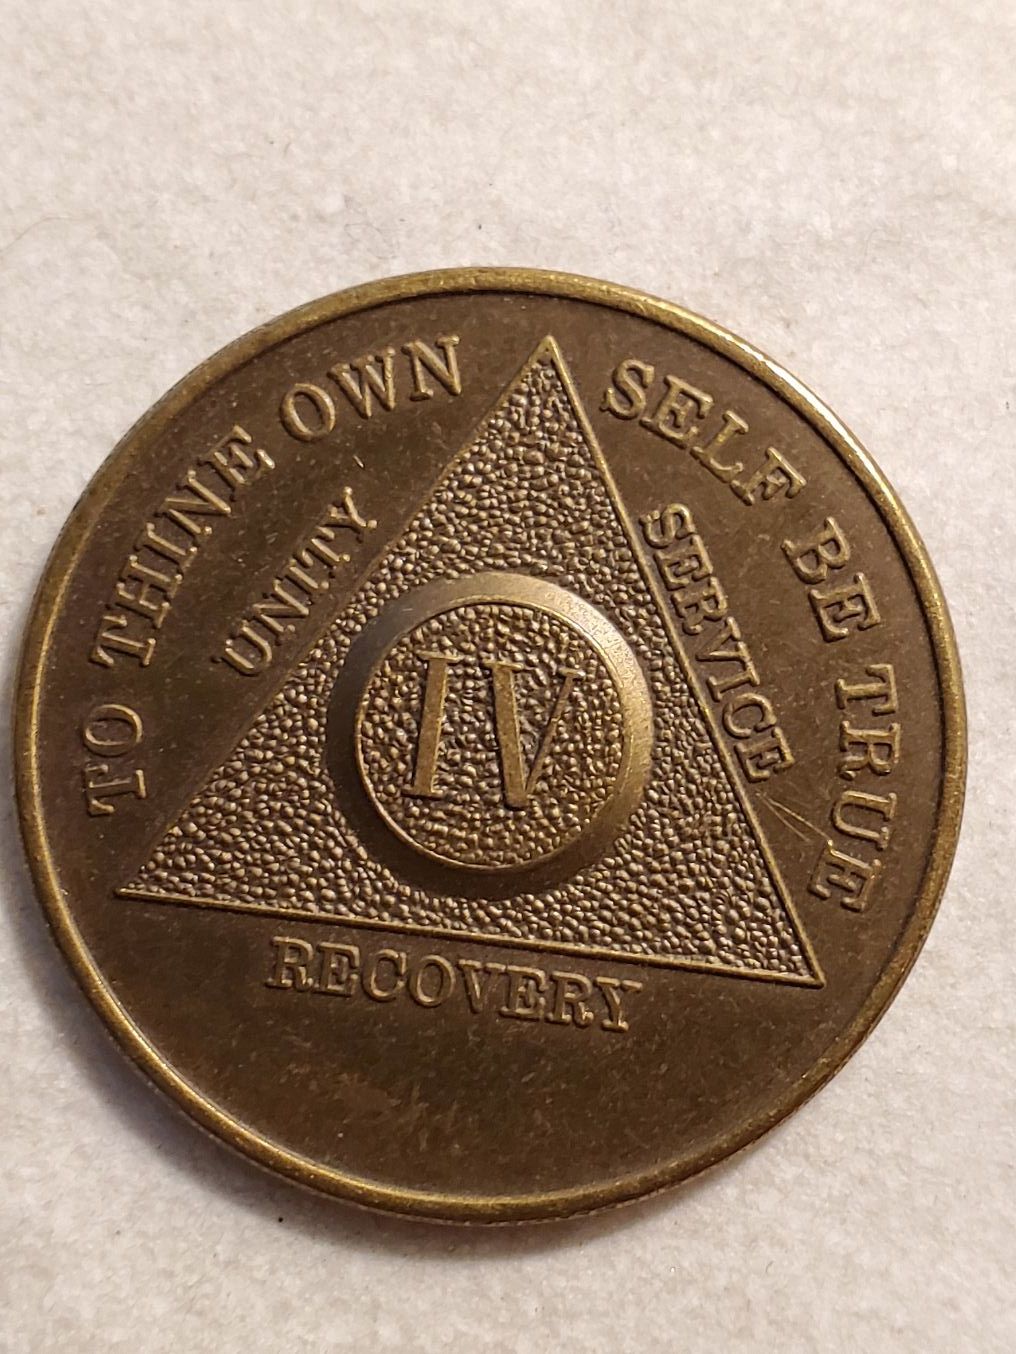 TO THINE OWN SELF BE TRUE
UNITY
SERVICE
IV
RECOVERY